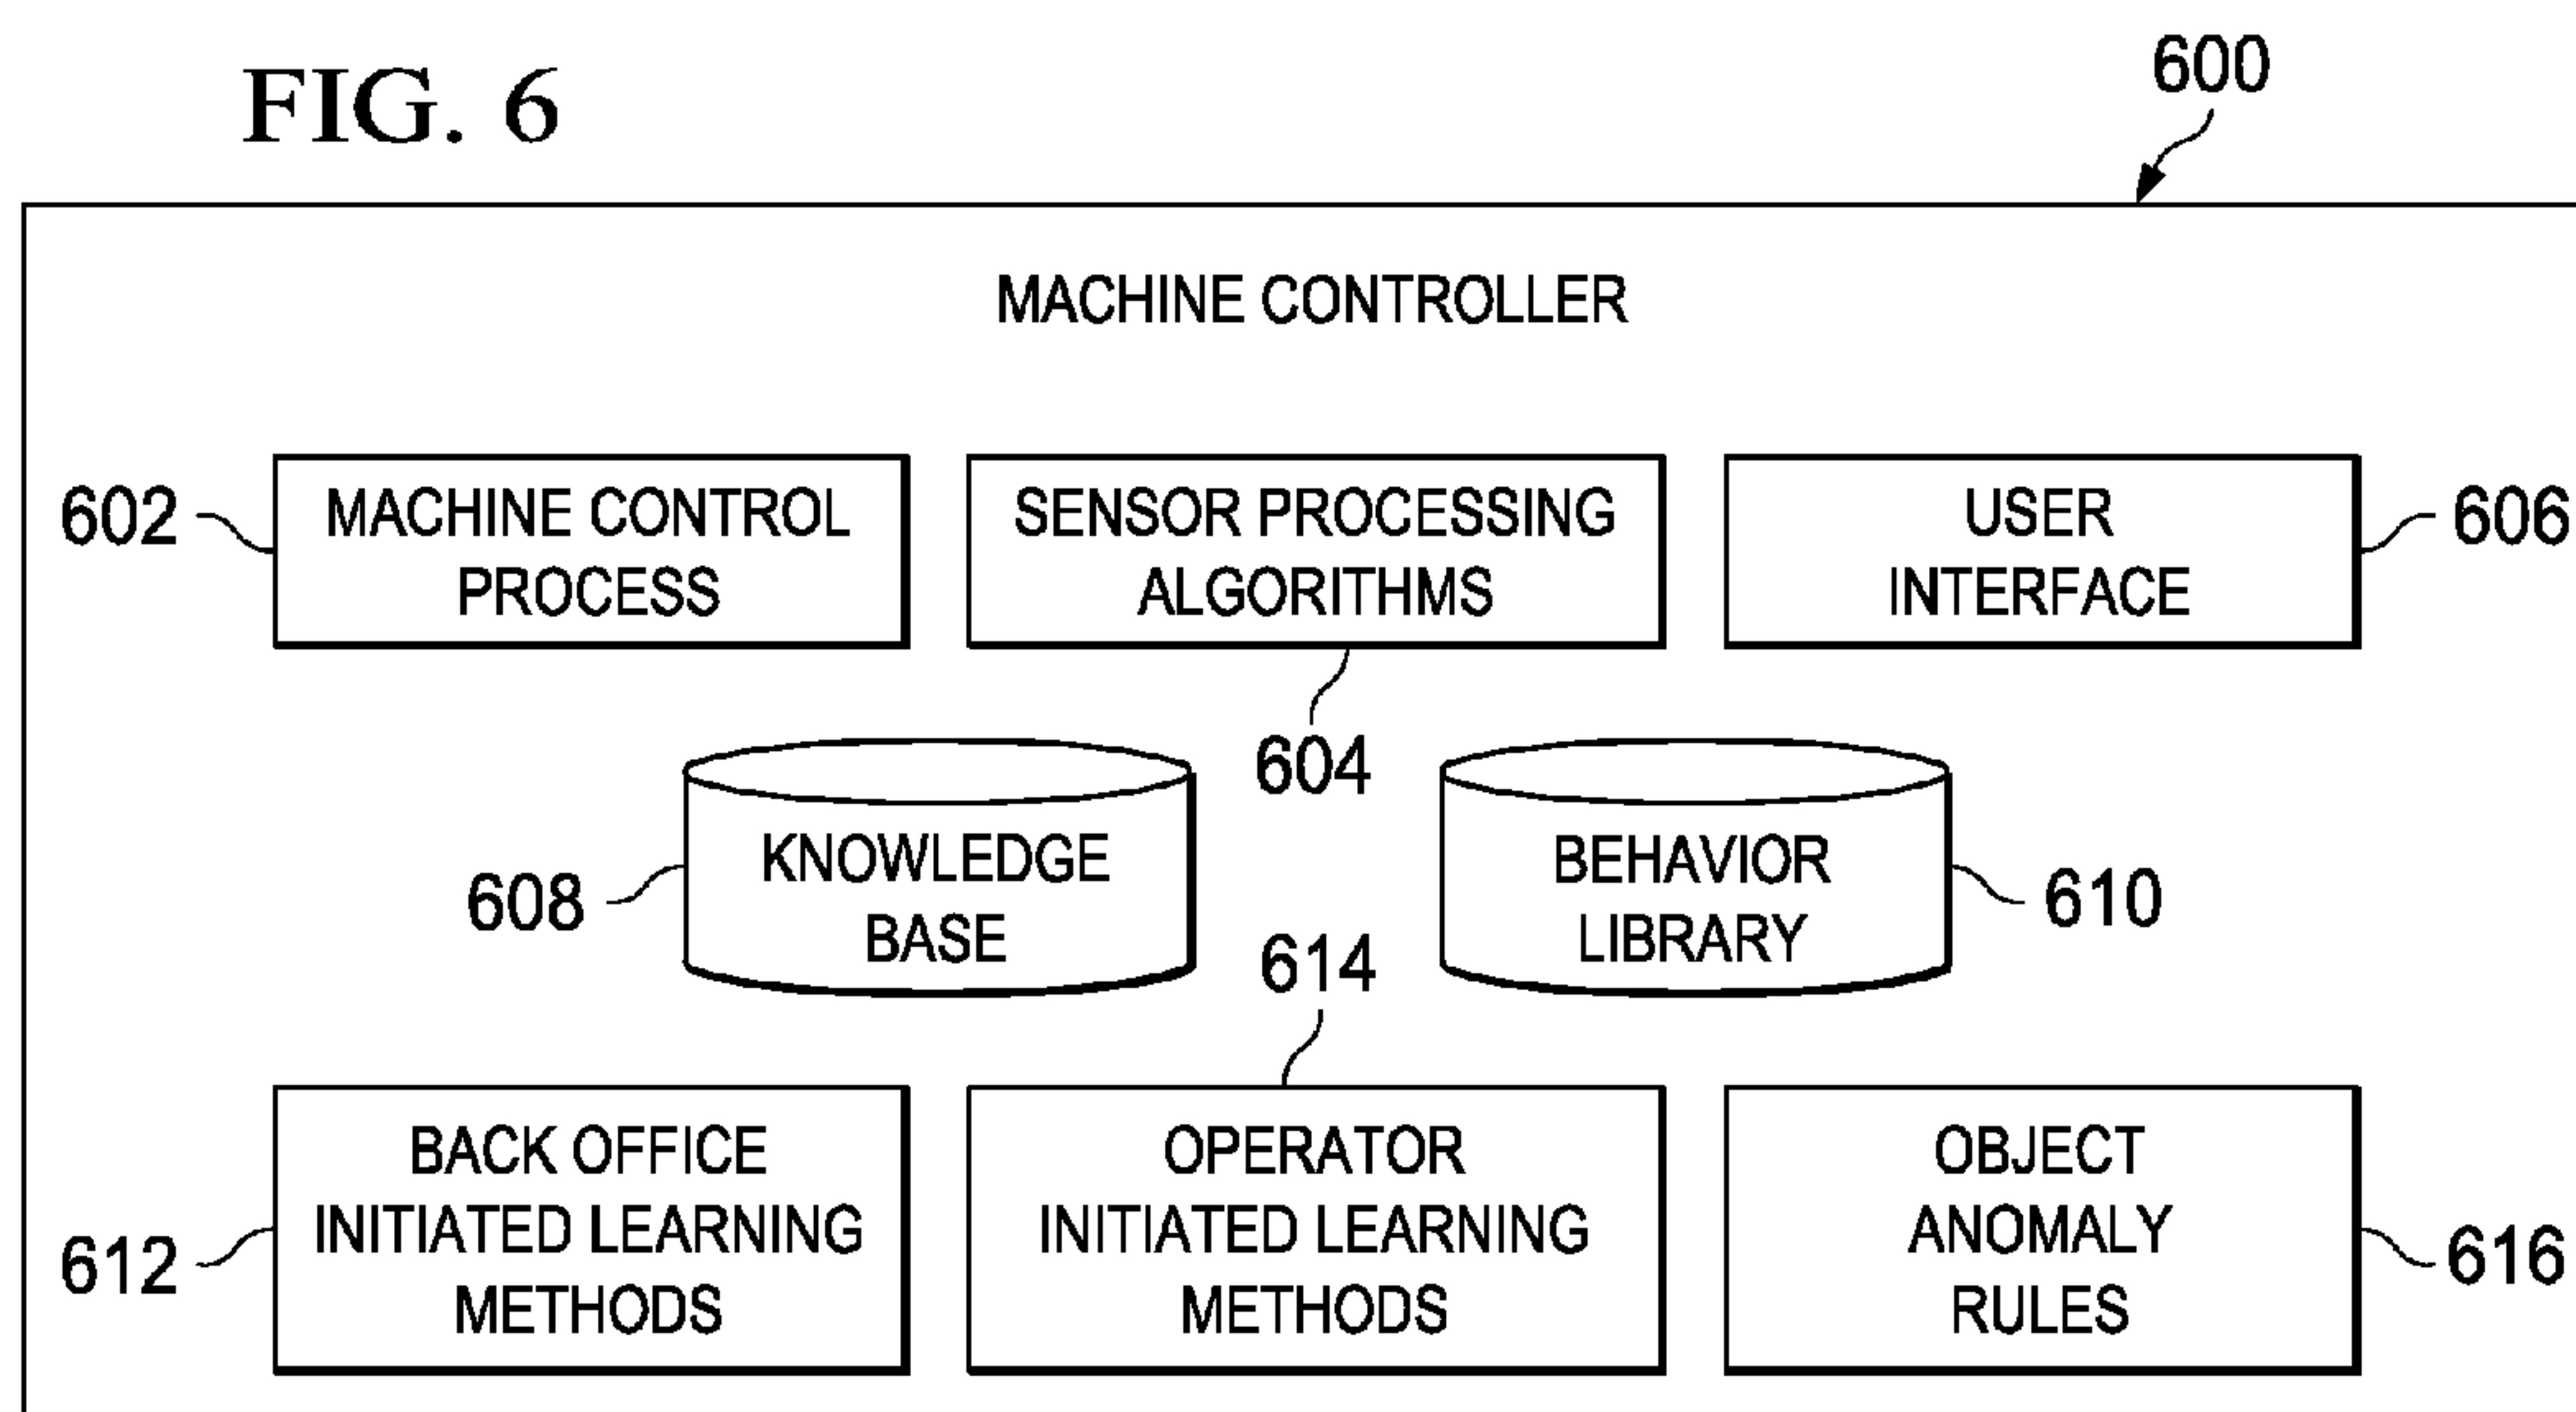 FIG. 6
600
MACHINE CONTROLLER
602
MACHINE CONTROL
PROCESS
SENSOR PROCESSING
ALGORITHMS
604
USER
INTERFACE
606
608
KNOWLEDGE
BASE
BEHAVIOR
LIBRARY
610
612
BACK OFFICE
INITIATED LEARNING
METHODS
614
OPERATOR
INITIATED LEARNING
METHODS
OBJECT
ANOMALY
RULES
616